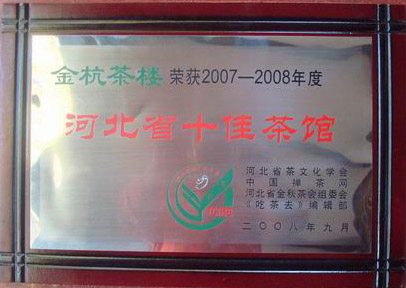 金杭茶楼 荣获2007—2008年度
河北省十佳茶馆
河北省茶文化学会
中国禅茶网
河北省金秋茶会组委会
《吃茶去》编辑部
二〇〇八年九月